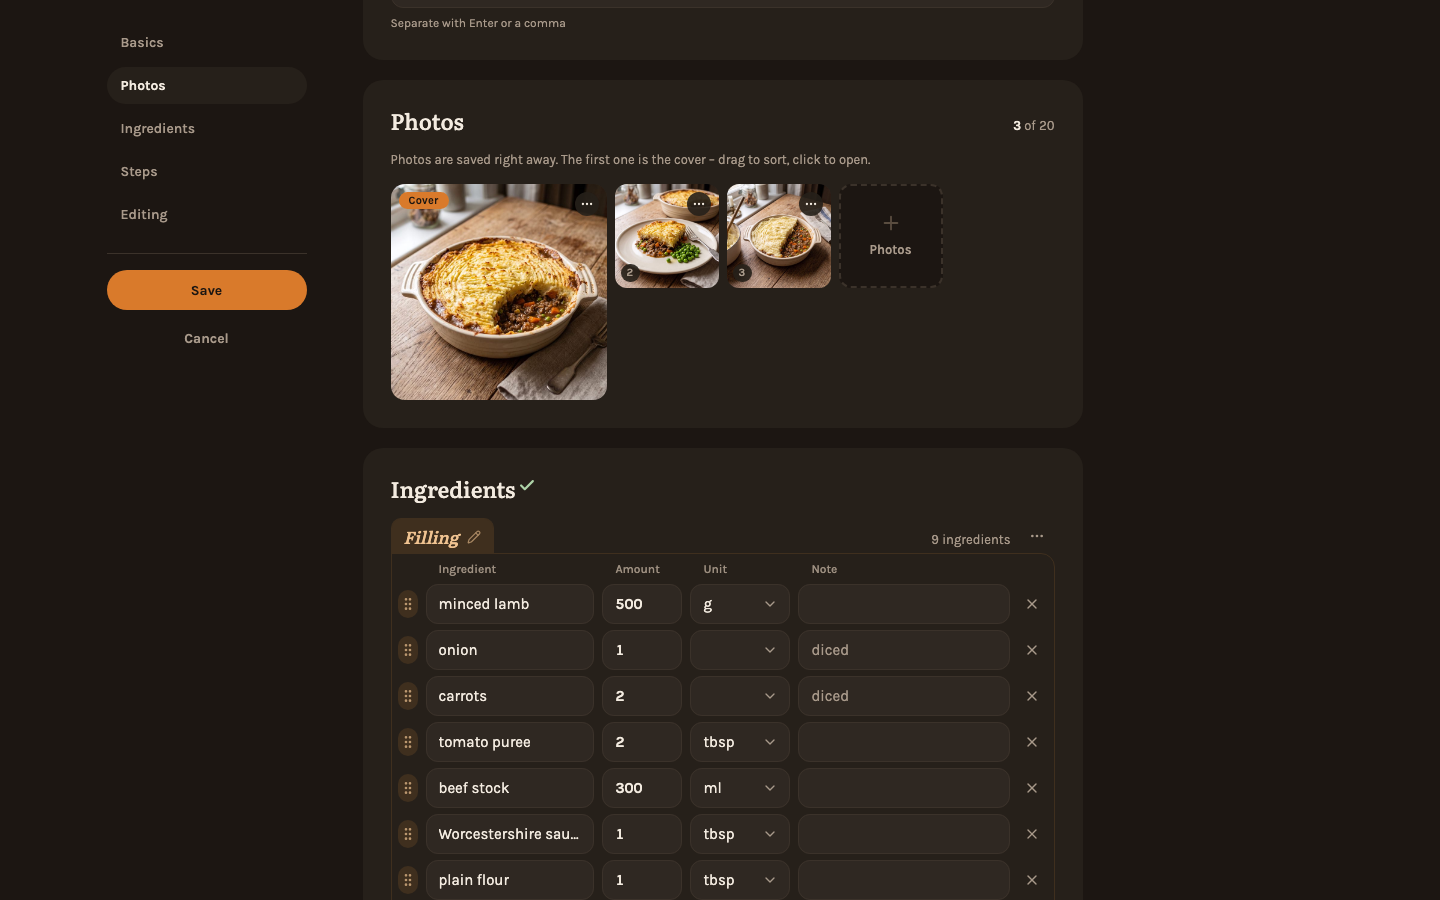 Separate with Enter or a comma
Basics
Photos
Ingredients
Steps
Editing
Save
Cancel
Photos
3 of 20
Photos are saved right away. The first one is the cover – drag to sort, click to open.
Cover
2
3
Photos
Ingredients
Filling
9 ingredients
Ingredient Amount Unit Note
minced lamb 500 g
onion 1 diced
carrots 2 diced
tomato puree 2 tbsp
beef stock 300 ml
Worcestershire sau... 1 tbsp
plain flour 1 tbsp